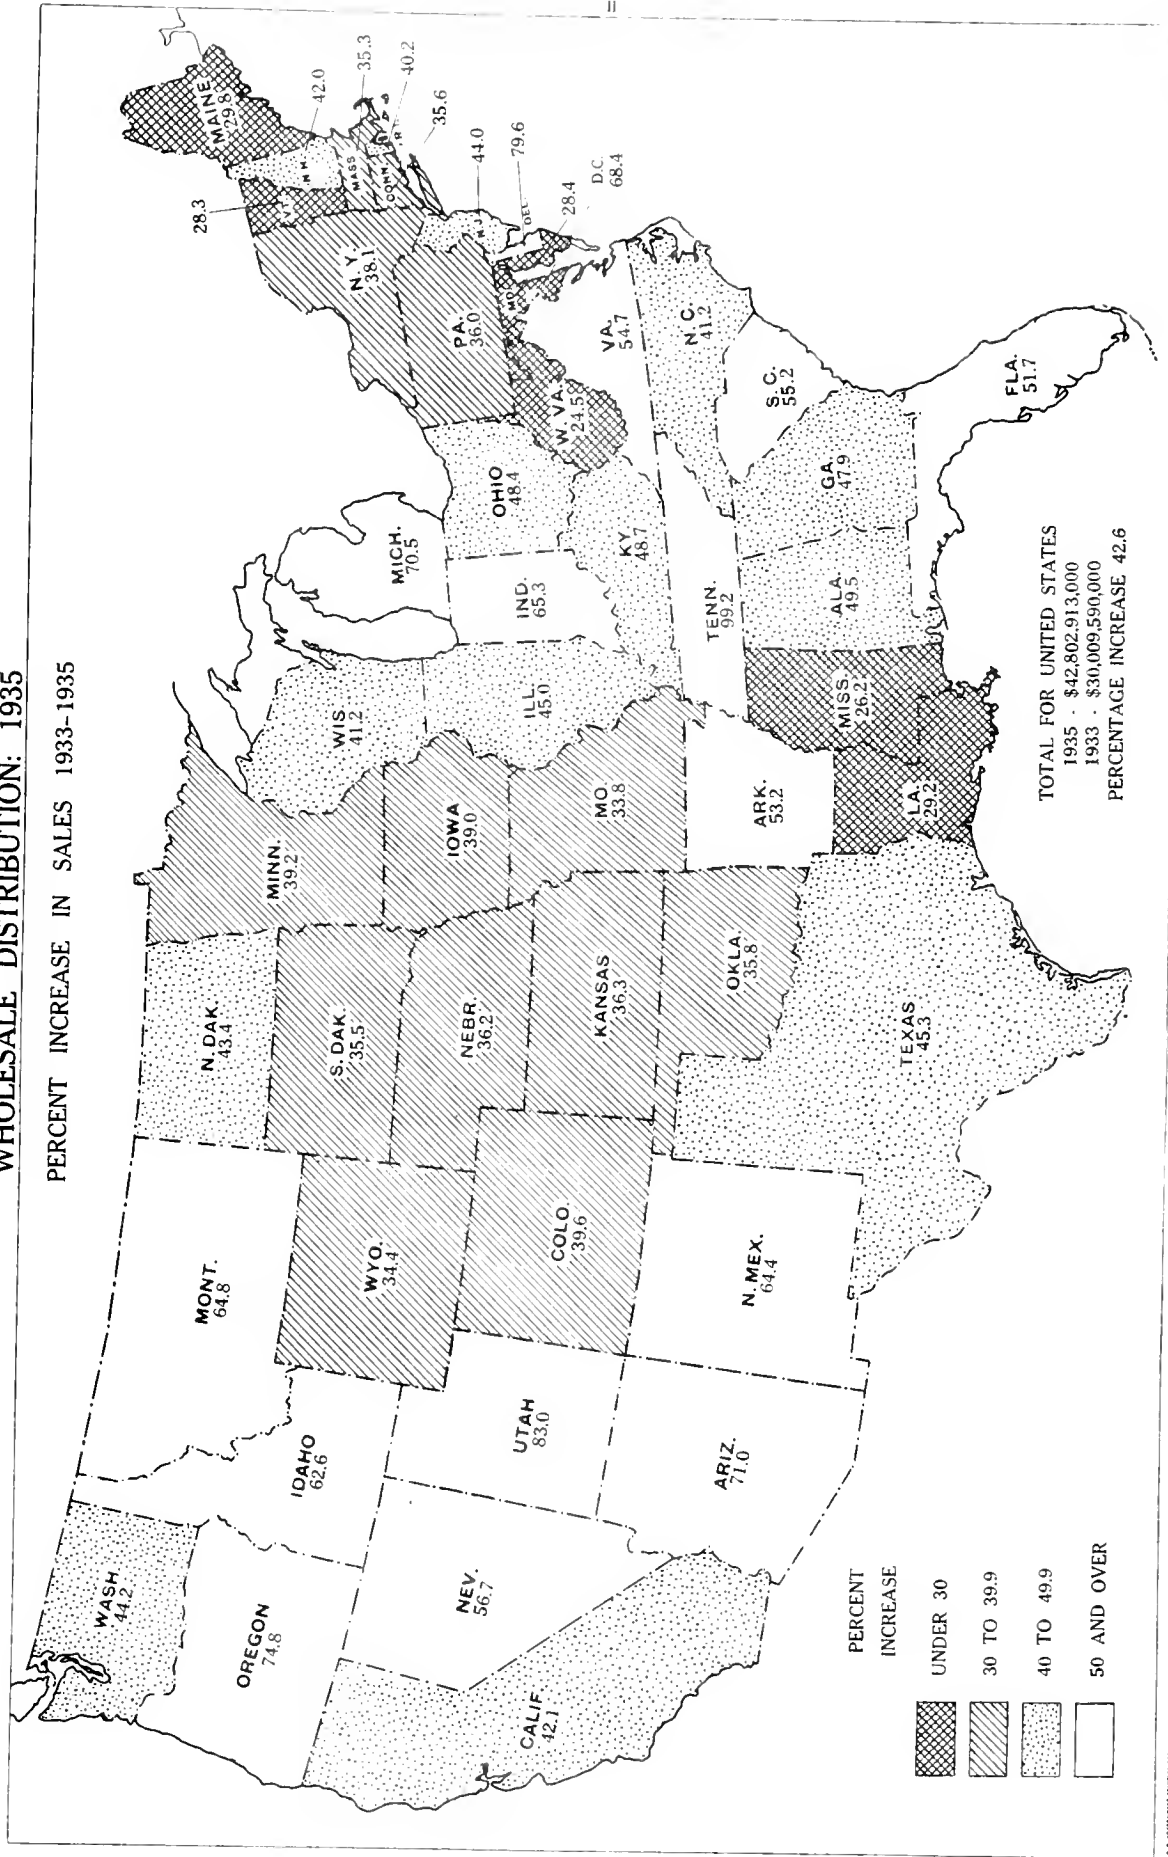 WHOLESALE DISTRIBUTION: 1935
PERCENT INCREASE IN SALES 1933-1935
WASH
44.2
OREGON
74.8
CALIF
42.1
NEV.
56.7
IDAHO
62.6
MONT.
64.8
WYO.
34.4
UTAH
83.0
ARIZ.
71.0
COLO.
39.6
N. MEX.
64.4
N. DAK.
43.4
S. DAK.
35.5
NEBR
36.2
KANSAS
36.3
OKLA.
35.8
TEXAS
45.3
MINN.
39.2
IOWA
39.0
MO.
33.8
ARK.
53.2
LA.
29.2
WIS
41.2
ILL.
45.0
MISS.
26.2
MICH.
70.5
IND.
65.3
OHIO
48.4
KY
48.7
TENN.
99.2
ALA.
49.5
GA.
47.9
FLA.
51.7
S. C.
55.2
N. C.
41.2
VA.
54.7
W. VA.
24.5
PA.
36.0
N. Y.
38.1
VT.
28.3
N H
42.0
MAINE
29.8
MASS
35.3
R I
40.2
CONN.
35.6
N J
44.0
DEL
79.6
MD
28.4
D.C.
68.4
PERCENT
INCREASE
UNDER 30
30 TO 39.9
40 TO 49.9
50 AND OVER
TOTAL FOR UNITED STATES
1935 - $42,802,913,000
1933 - $30,009,590,000
PERCENTAGE INCREASE 42.6